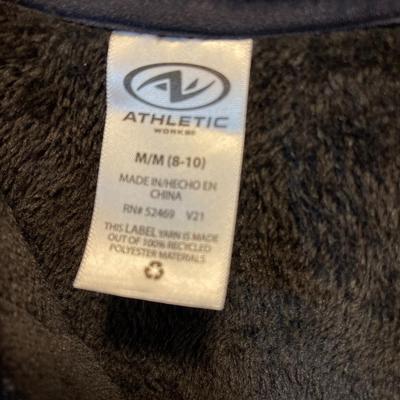 ATHLETIC
WORKS®
M/M (8-10)
MADE IN/HECHO EN
CHINA
RN# 52469 V21
THIS LABEL YARN IS MADE
OUT OF 100% RECYCLED
POLYESTER MATERIALS